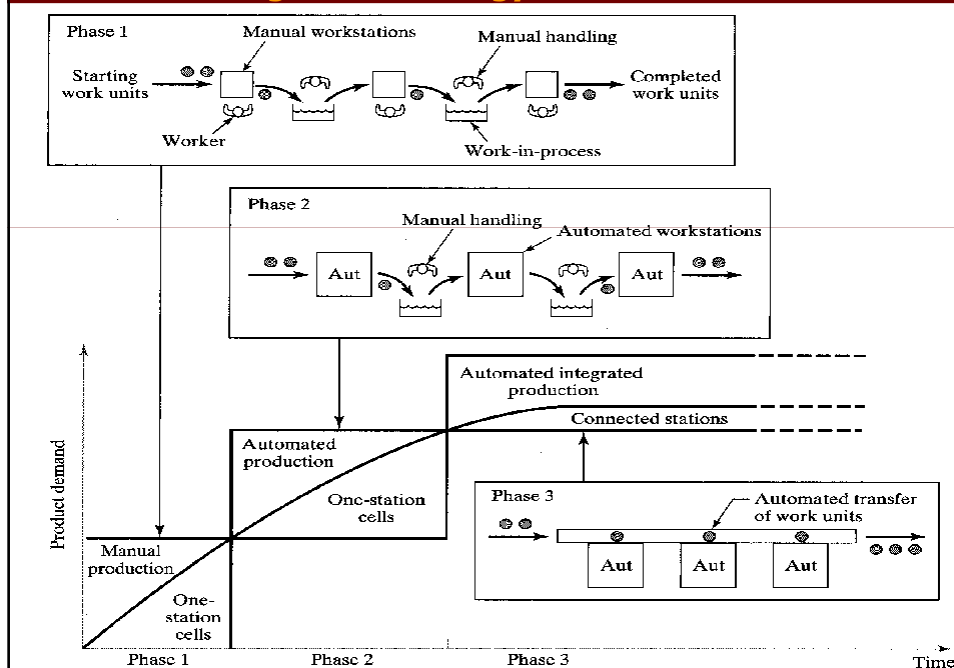 Phase 1
Manual workstations
Manual handling
Starting
work units
Completed
work units
Worker
Work-in-process
Phase 2
Manual handling
Automated workstations
Aut
Aut
Aut
Automated integrated
production
Connected stations
Automated
production
One-station
cells
Product demand
Manual
production
One-
station
cells
Phase 3
Automated transfer
of work units
Aut
Aut
Aut
Phase 1
Phase 2
Phase 3
Time